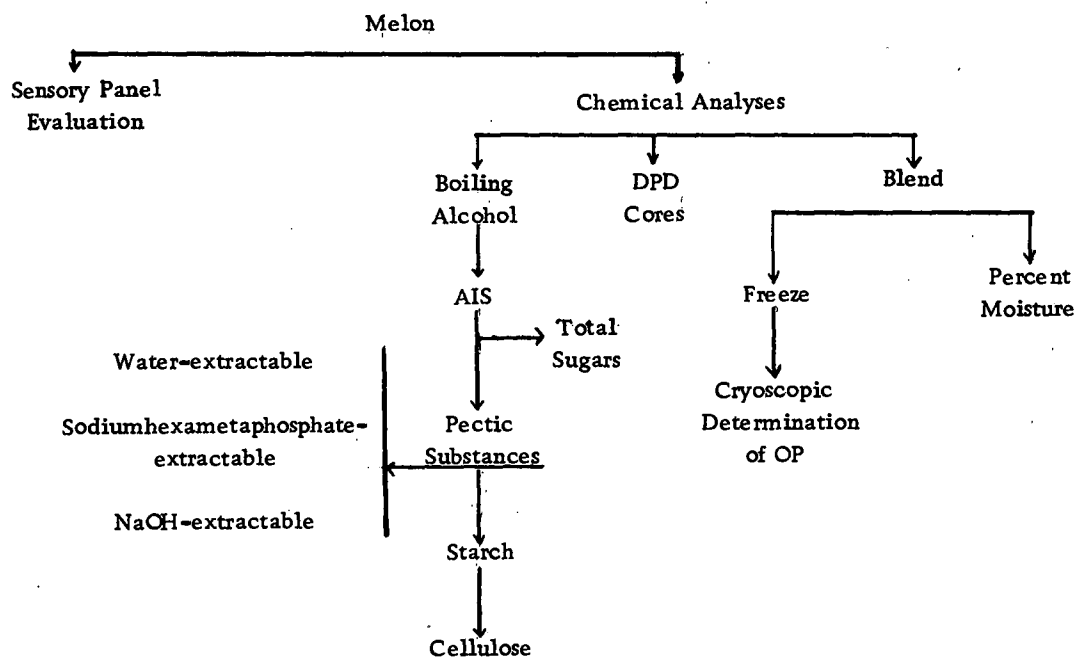 Melon
Sensory Panel
Evaluation
Chemical Analyses
Boiling
Alcohol
DPD
Cores
Blend
AIS
Total
Sugars
Freeze
Percent
Moisture
Water-extractable
Sodiumhexametaphosphate-
extractable
NaOH-extractable
Pectic
Substances
Cryoscopic
Determination
of OP
Starch
Cellulose